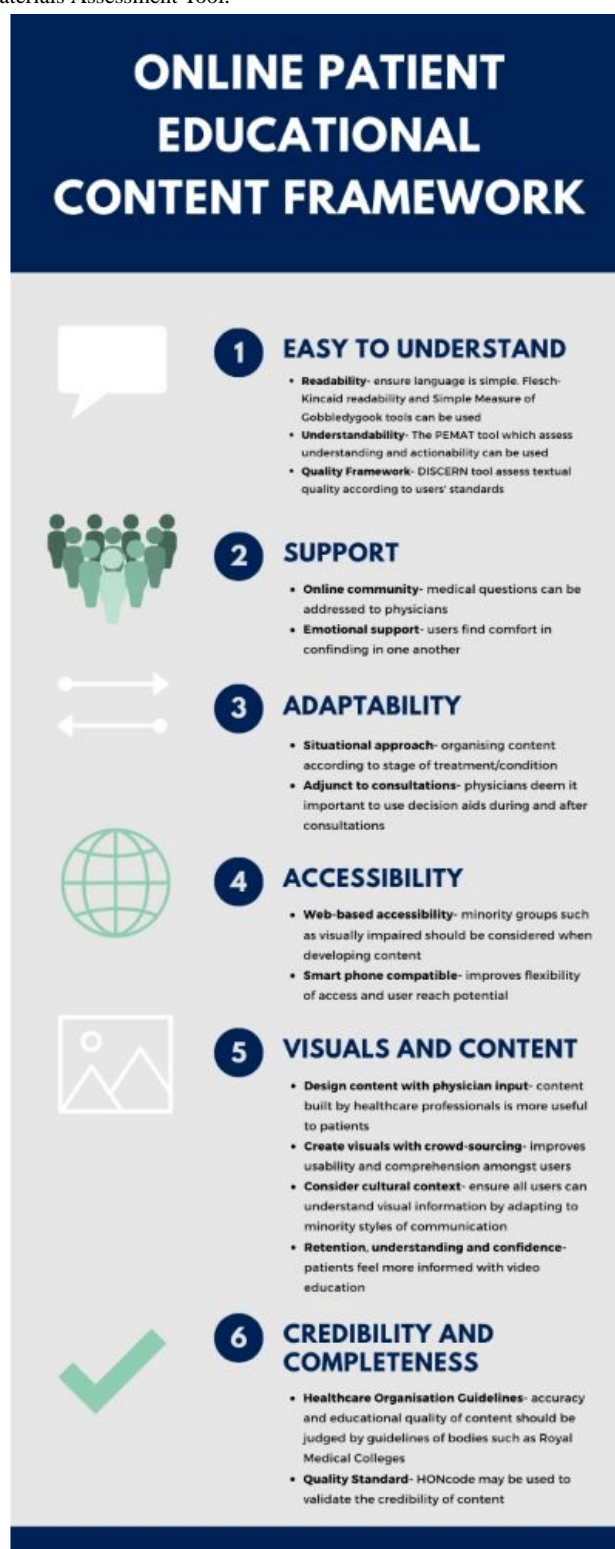 aterials Assessment Tool.
ONLINE PATIENT
EDUCATIONAL
CONTENT FRAMEWORK
1 EASY TO UNDERSTAND
• Readability- ensure language is simple. Flesch-
Kincaid readability and Simple Measure of
Gobbledygook tools can be used
• Understandability- The PEMAT tool which assess
understanding and actionability can be used
• Quality Framework- DISCERN tool assess textual
quality according to users' standards
2 SUPPORT
• Online community- medical questions can be
addressed to physicians
• Emotional support- users find comfort in
confinding in one another
3 ADAPTABILITY
• Situational approach- organising content
according to stage of treatment/condition
• Adjunct to consultations- physicians deem it
important to use decision aids during and after
consultations
4 ACCESSIBILITY
• Web-based accessibility- minority groups such
as visually impaired should be considered when
developing content
• Smart phone compatible- improves flexibility
of access and user reach potential
5 VISUALS AND CONTENT
• Design content with physician input- content
built by healthcare professionals is more useful
to patients
• Create visuals with crowd-sourcing- improves
usability and comprehension amongst users
• Consider cultural context- ensure all users can
understand visual information by adapting to
minority styles of communication
• Retention, understanding and confidence-
patients feel more informed with video
education
6 CREDIBILITY AND
COMPLETENESS
• Healthcare Organisation Guidelines- accuracy
and educational quality of content should be
judged by guidelines of bodies such as Royal
Medical Colleges
• Quality Standard- HONcode may be used to
validate the credibility of content